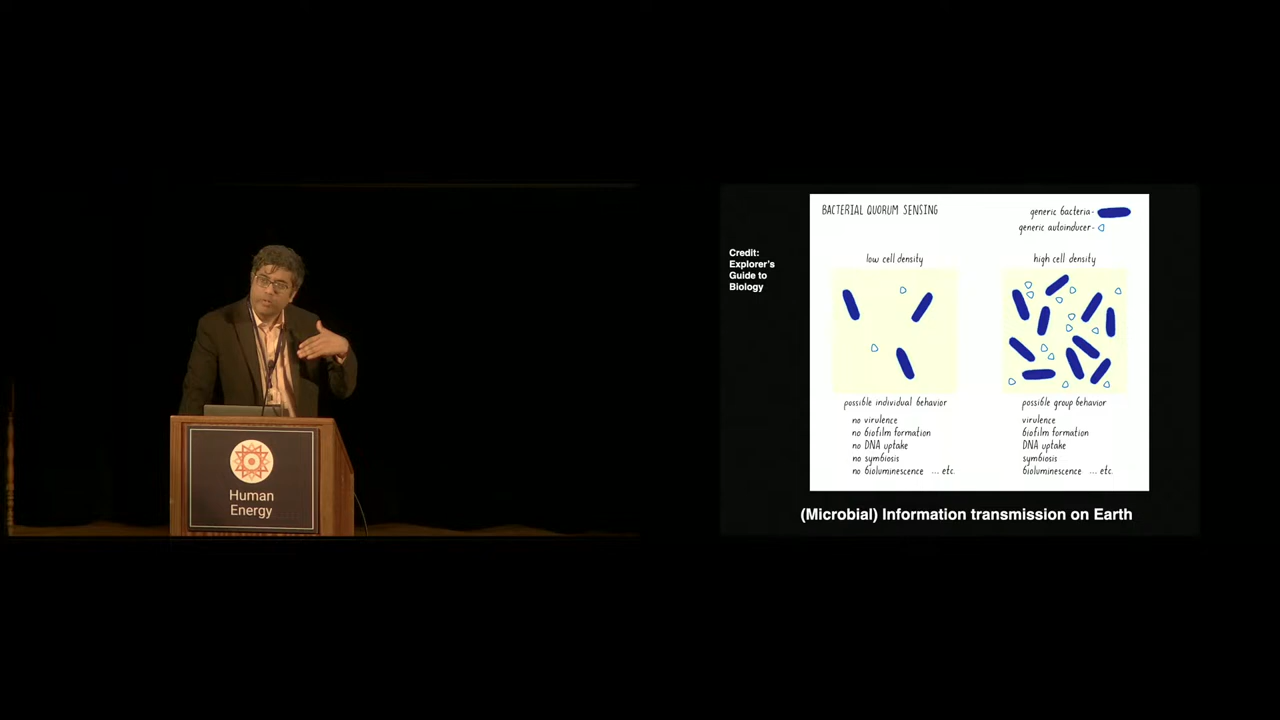 Human
Energy
Credit:
Explorer's
Guide to
Biology
BACTERIAL QUORUM SENSING
generic bacteria-
generic autoinducer-
low cell density
high cell density
possible individual behavior
no virulence
no biofilm formation
no DNA uptake
no symbiosis
no bioluminescence ... etc.
possible group behavior
virulence
biofilm formation
DNA uptake
symbiosis
bioluminescence ... etc.
(Microbial) Information transmission on Earth